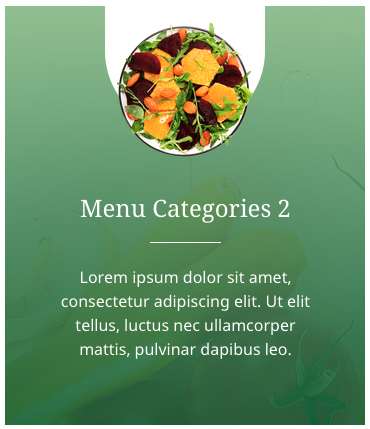 Menu Categories 2
Lorem ipsum dolor sit amet,
consectetur adipiscing elit. Ut elit
tellus, luctus nec ullamcorper
mattis, pulvinar dapibus leo.